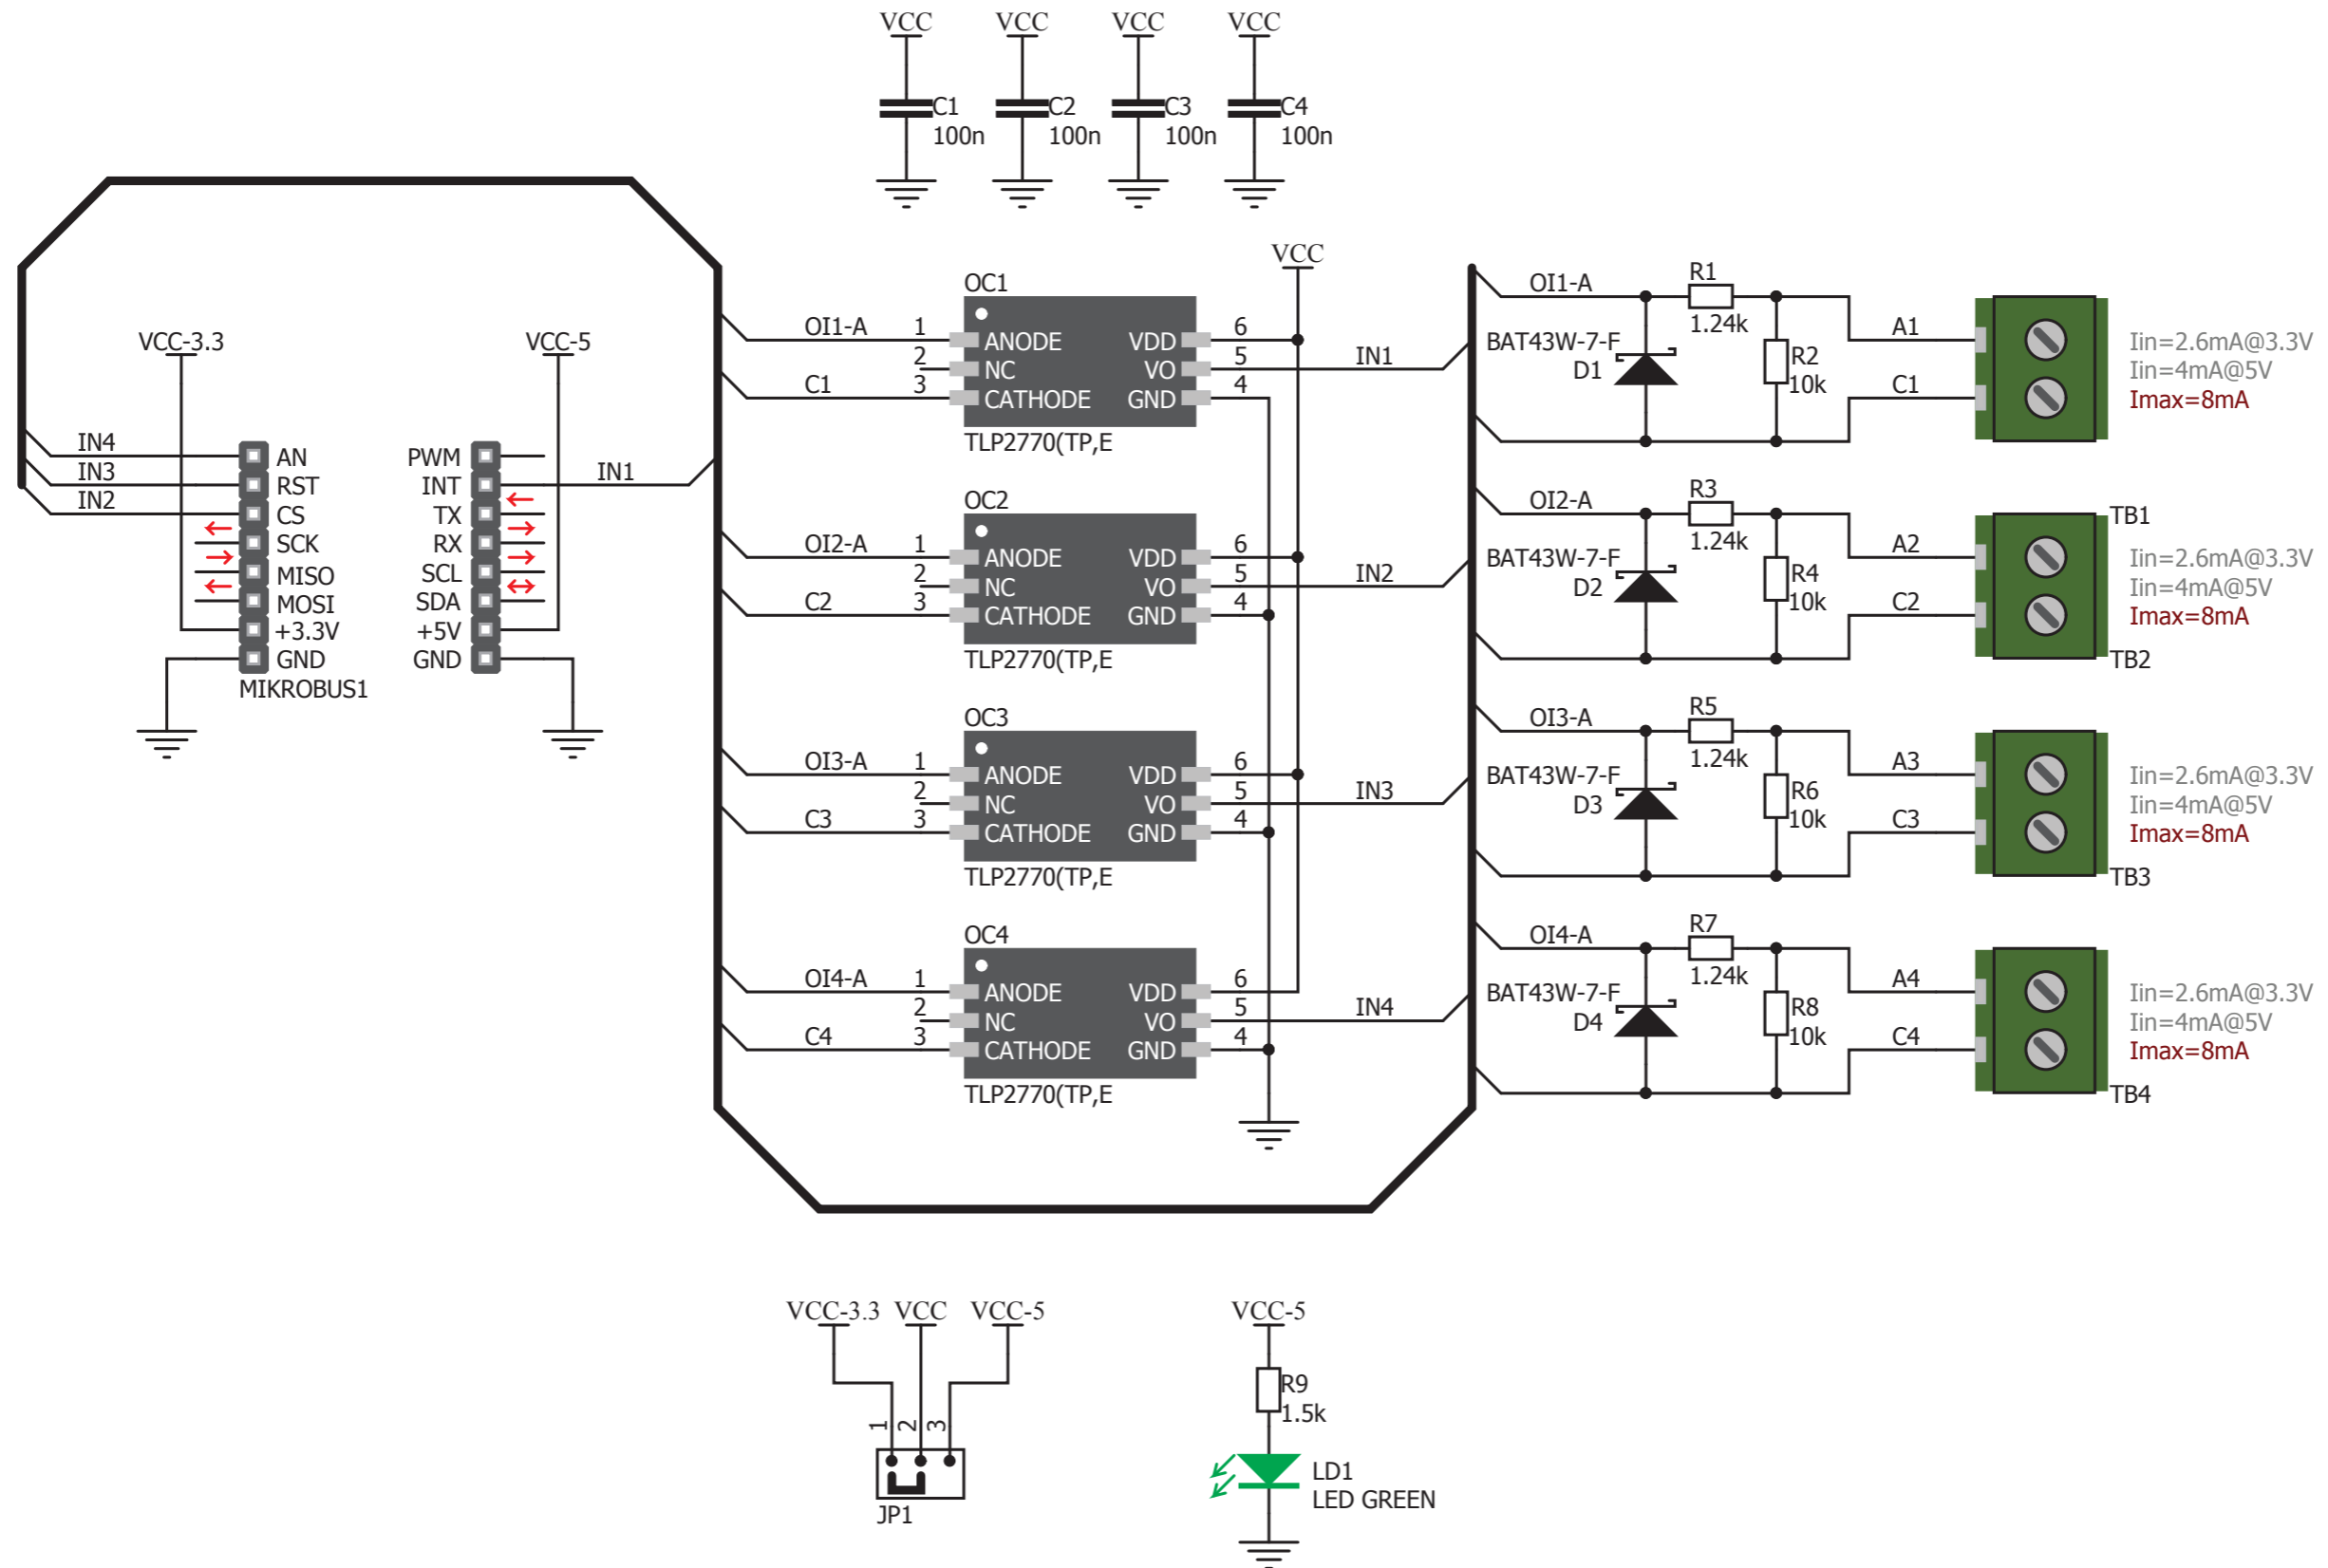 VCC VCC VCC VCC
C1 C2 C3 C4
100n 100n 100n 100n
VCC-3.3 VCC-5
IN4 AN PWM
IN3 RST INT IN1
IN2 CS TX
SCK RX
MISO SCL
MOSI SDA
+3.3V +5V
GND GND
MIKROBUS1
VCC
OC1
OI1-A 1 ANODE VDD 6
2 NC VO 5 IN1
C1 3 CATHODE GND 4
TLP2770(TP,E
OC2
OI2-A 1 ANODE VDD 6
2 NC VO 5 IN2
C2 3 CATHODE GND 4
TLP2770(TP,E
OC3
OI3-A 1 ANODE VDD 6
2 NC VO 5 IN3
C3 3 CATHODE GND 4
TLP2770(TP,E
OC4
OI4-A 1 ANODE VDD 6
2 NC VO 5 IN4
C4 3 CATHODE GND 4
TLP2770(TP,E
OI1-A R1
1.24k
BAT43W-7-F
D1
R2
10k
A1
C1
Iin=2.6mA@3.3V
Iin=4mA@5V
Imax=8mA
TB1
OI2-A R3
1.24k
BAT43W-7-F
D2
R4
10k
A2
C2
Iin=2.6mA@3.3V
Iin=4mA@5V
Imax=8mA
TB2
OI3-A R5
1.24k
BAT43W-7-F
D3
R6
10k
A3
C3
Iin=2.6mA@3.3V
Iin=4mA@5V
Imax=8mA
TB3
OI4-A R7
1.24k
BAT43W-7-F
D4
R8
10k
A4
C4
Iin=2.6mA@3.3V
Iin=4mA@5V
Imax=8mA
TB4
VCC-3.3 VCC VCC-5
1 2 3
JP1
VCC-5
R9
1.5k
LD1
LED GREEN